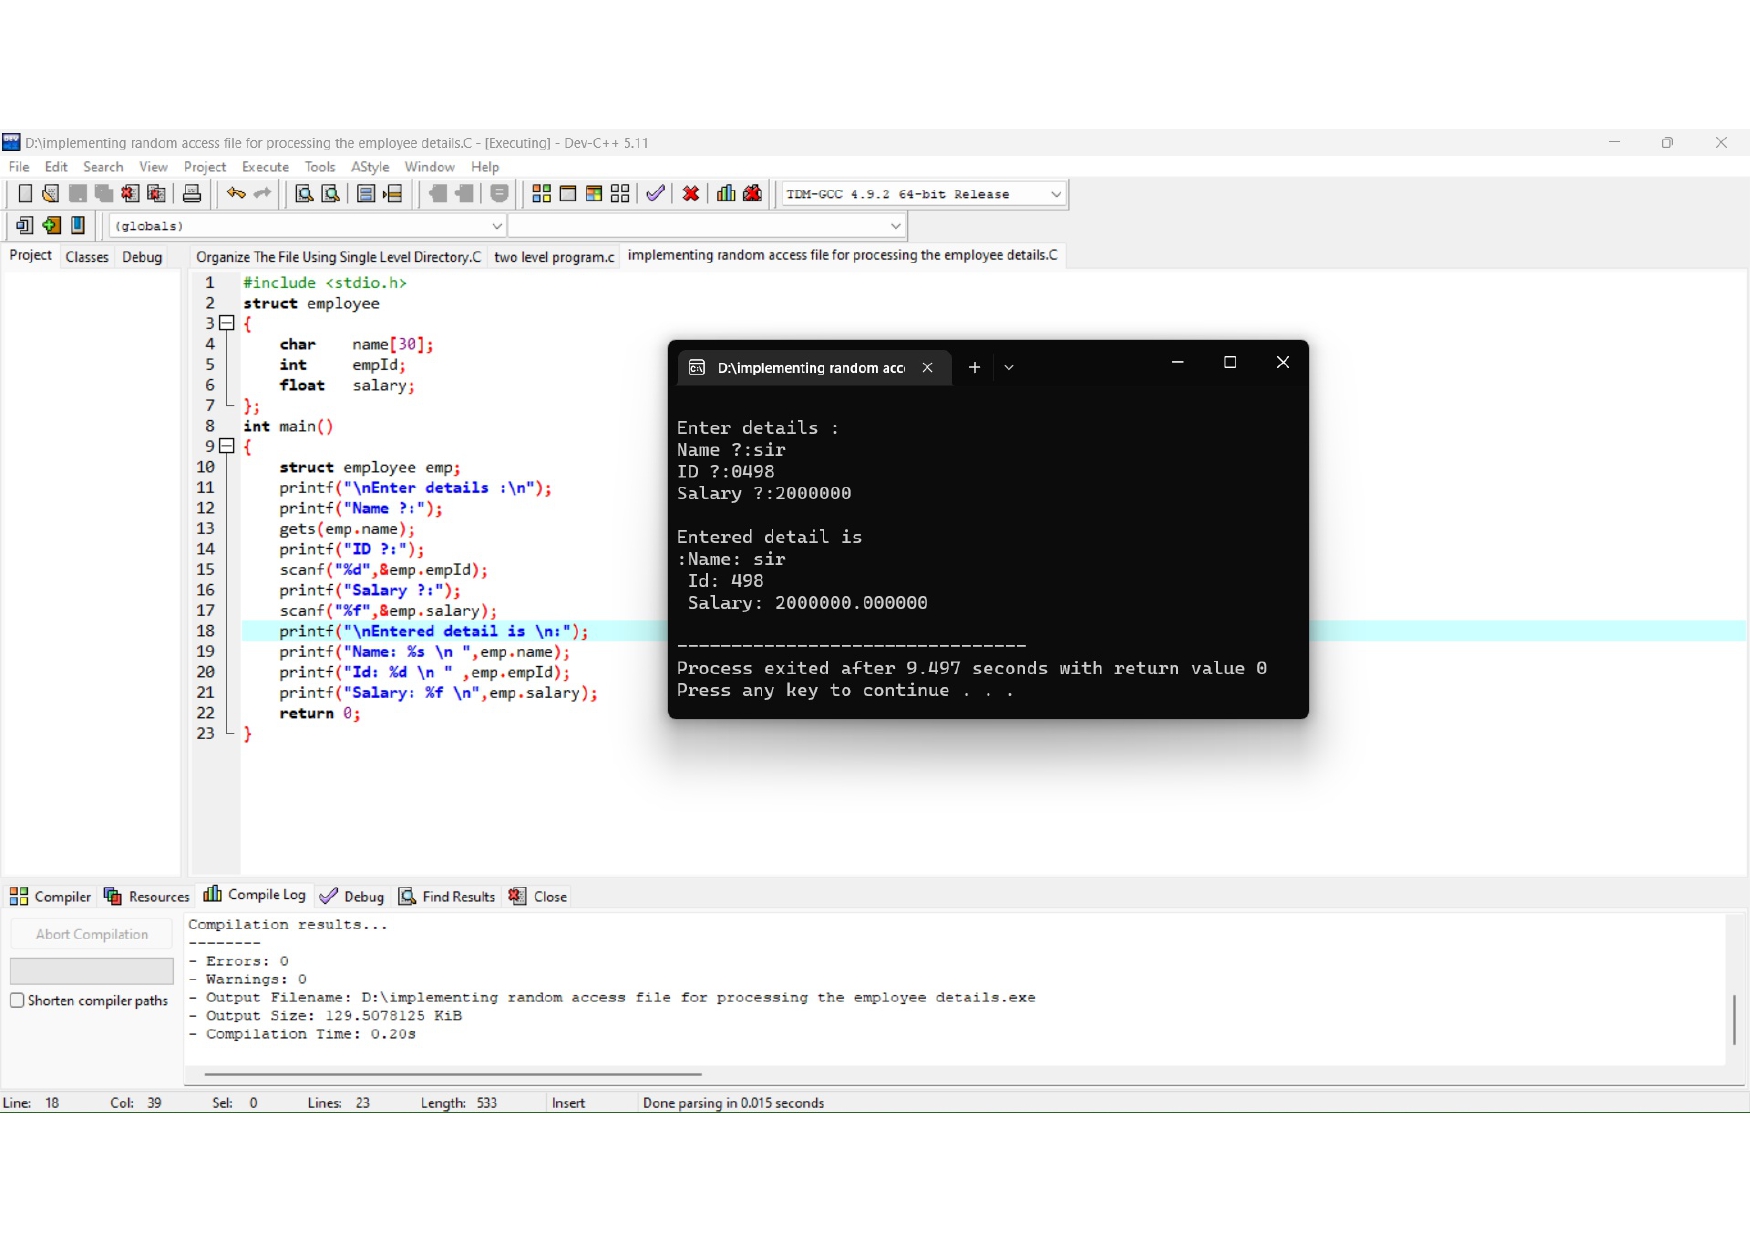 D:\implementing random access file for processing the employee details.C - [Executing] - Dev-C++ 5.11
File Edit Search View Project Execute Tools AStyle Window Help
TDM-GCC 4.9.2 64-bit Release
(globals)
Project Classes Debug
Organize The File Using Single Level Directory.C two level program.c implementing random access file for processing the employee details.C
1 #include <stdio.h>
2 struct employee
3 {
4 char name[30];
5 int empId;
6 float salary;
7 };
8 int main()
9 {
10 struct employee emp;
11 printf("\nEnter details :\n");
12 printf("Name ?:");
13 gets(emp.name);
14 printf("ID ?:");
15 scanf("%d",&emp.empId);
16 printf("Salary ?:");
17 scanf("%f",&emp.salary);
18 printf("\nEntered detail is \n:");
19 printf("Name: %s \n ",emp.name);
20 printf("Id: %d \n " ,emp.empId);
21 printf("Salary: %f \n",emp.salary);
22 return 0;
23 }
D:\implementing random acc
Enter details :
Name ?:sir
ID ?:0498
Salary ?:2000000
Entered detail is
:Name: sir
Id: 498
Salary: 2000000.000000
--------------------------------
Process exited after 9.497 seconds with return value 0
Press any key to continue . . .
Compiler Resources Compile Log Debug Find Results Close
Abort Compilation
Shorten compiler paths
Compilation results...
--------
- Errors: 0
- Warnings: 0
- Output Filename: D:\implementing random access file for processing the employee details.exe
- Output Size: 129.5078125 KiB
- Compilation Time: 0.20s
Line: 18 Col: 39 Sel: 0 Lines: 23 Length: 533 Insert Done parsing in 0.015 seconds